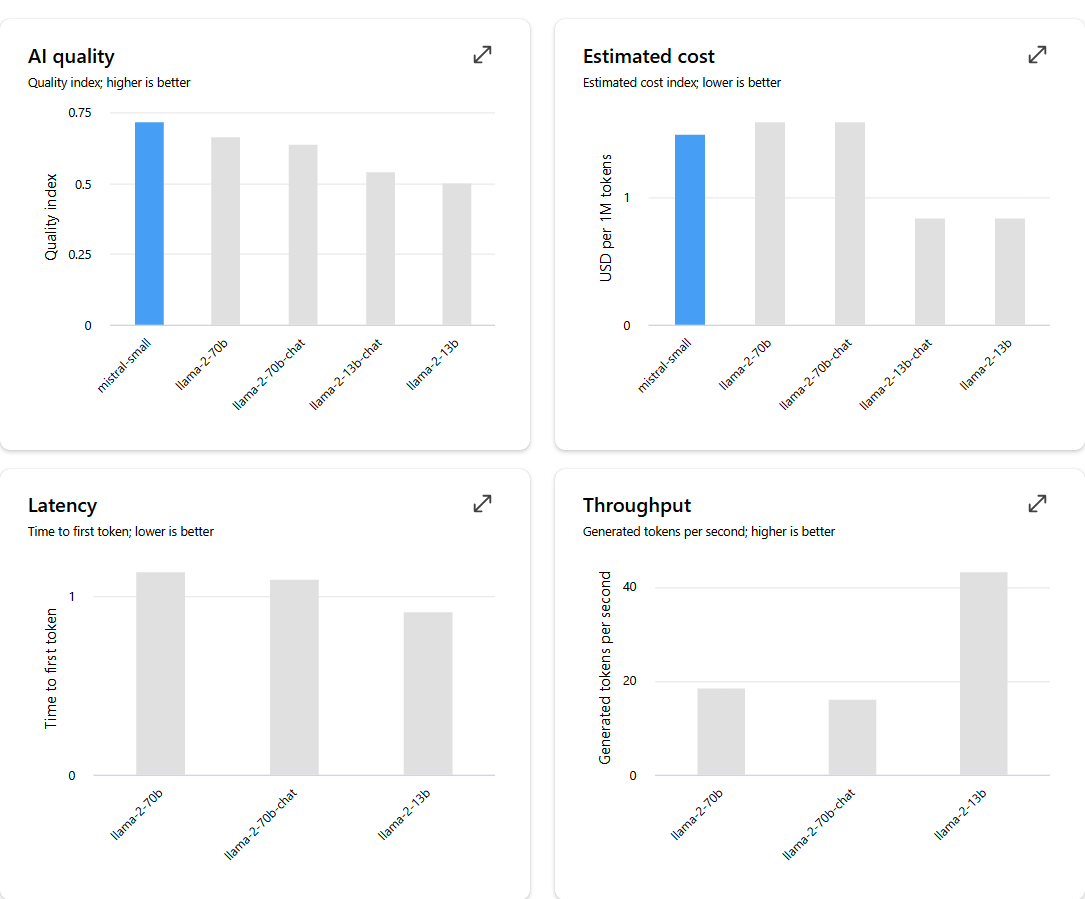 AI quality
Quality index; higher is better
Quality index
0.75
0.5
0.25
0
mistral-small
llama-2-70b
llama-2-70b-chat
llama-2-13b-chat
llama-2-13b
Estimated cost
Estimated cost index; lower is better
USD per 1M tokens
1
0
mistral-small
llama-2-70b
llama-2-70b-chat
llama-2-13b-chat
llama-2-13b
Latency
Time to first token; lower is better
Time to first token
1
0
llama-2-70b
llama-2-70b-chat
llama-2-13b
Throughput
Generated tokens per second; higher is better
Generated tokens per second
40
20
0
llama-2-70b
llama-2-70b-chat
llama-2-13b